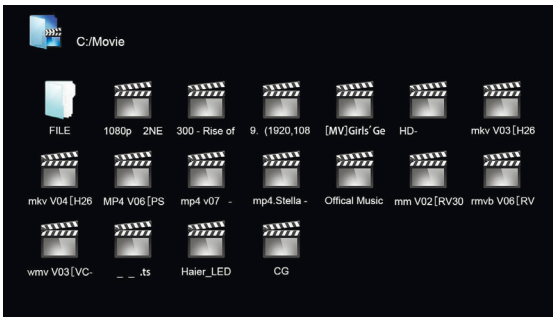 C:/Movie
FILE 1080p 2NE 300 - Rise of 9. (1920,108 [MV]Girls'Ge HD- mkv V03[H26
mkv V04[H26 MP4 V06[PS mp4 v07 - mp4.Stella - Offical Music mm V02[RV30 rmvb V06[RV
wmv V03[VC- _ _ .ts Haier_LED CG